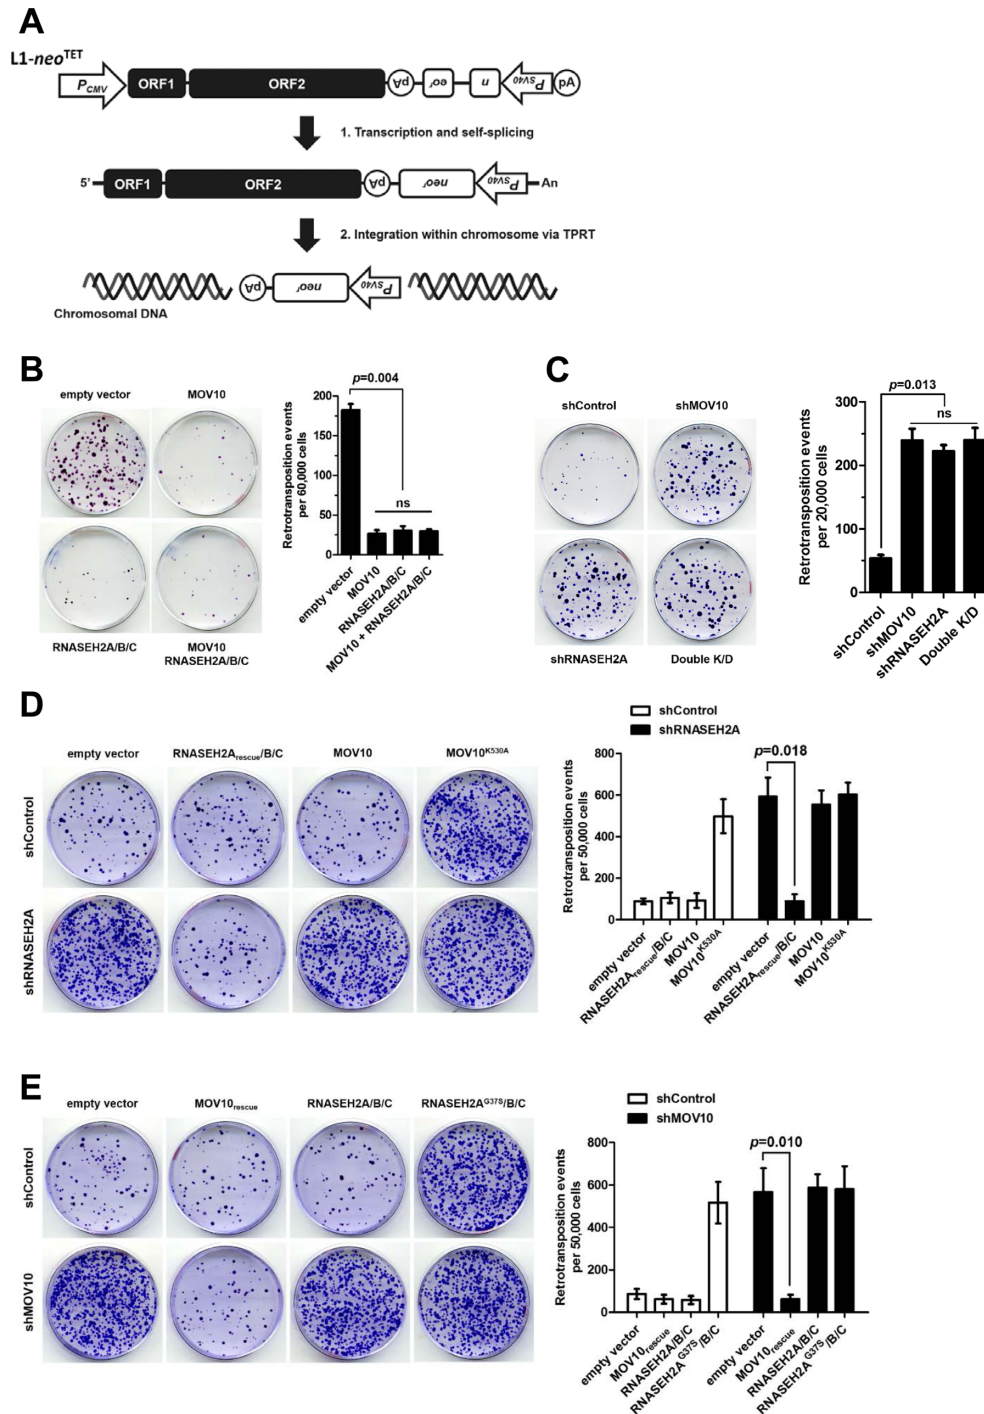 A
L1-neoTET
PCMV
ORF1
ORF2
pA
eor
n
PSV40
pA
1. Transcription and self-splicing
5'
ORF1
ORF2
pA
neor
PSV40
An
2. Integration within chromosome via TPRT
pA
neor
PSV40
Chromosomal DNA
B
empty vector
MOV10
RNASEH2A/B/C
MOV10
RNASEH2A/B/C
p=0.004
ns
Retrotransposition events
per 60,000 cells
200
150
100
50
0
empty vector
MOV10
RNASEH2A/B/C
MOV10 + RNASEH2A/B/C
C
shControl
shMOV10
shRNASEH2A
Double K/D
p=0.013
ns
Retrotransposition events
per 20,000 cells
300
200
100
0
shControl
shMOV10
shRNASEH2A
Double K/D
D
empty vector
RNASEH2Arescue/B/C
MOV10
MOV10K530A
shControl
shRNASEH2A
shControl
shRNASEH2A
p=0.018
Retrotransposition events
per 50,000 cells
800
600
400
200
0
empty vector
RNASEH2Arescue/B/C
MOV10
MOV10K530A
empty vector
RNASEH2Arescue/B/C
MOV10
MOV10K530A
E
empty vector
MOV10rescue
RNASEH2A/B/C
RNASEH2AG37S/B/C
shControl
shMOV10
shControl
shMOV10
p=0.010
Retrotransposition events
per 50,000 cells
800
600
400
200
0
empty vector
MOV10rescue
RNASEH2A/B/C
RNASEH2AG37S/B/C
empty vector
MOV10rescue
RNASEH2A/B/C
RNASEH2AG37S/B/C